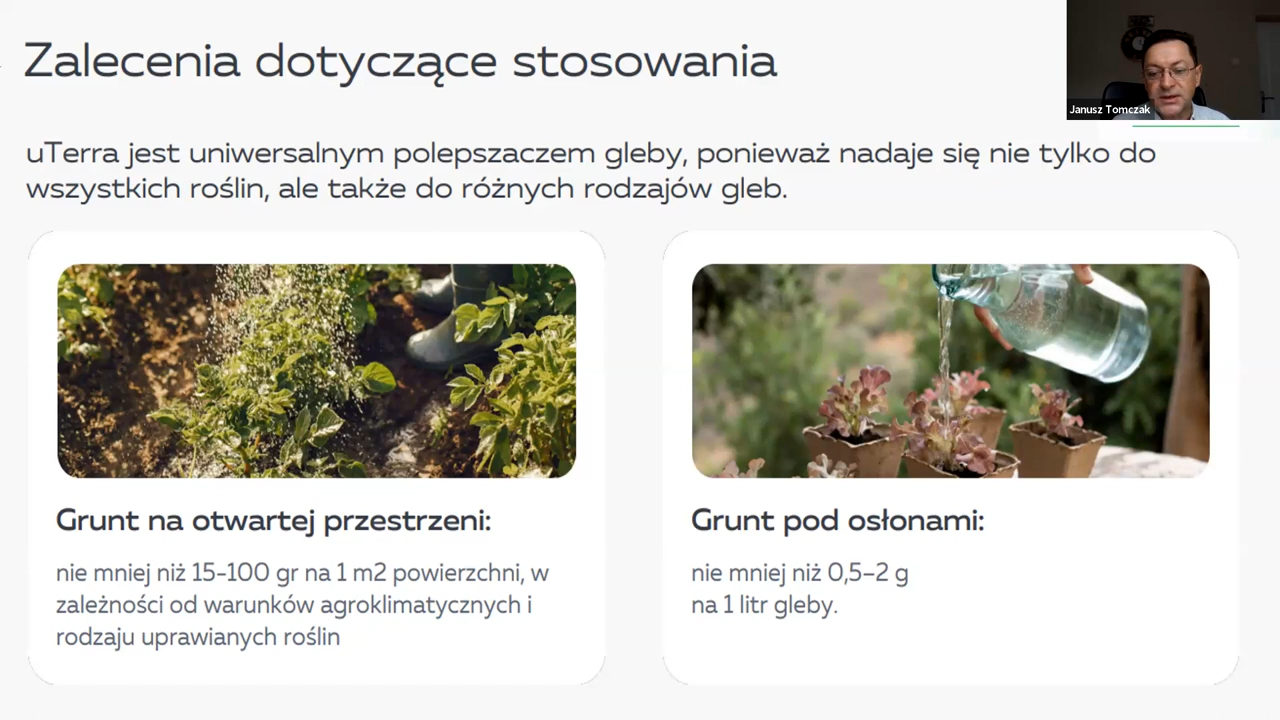 Zalecenia dotyczące stosowania
Janusz Tomczak
uTerra jest uniwersalnym polepszaczem gleby, ponieważ nadaje się nie tylko do
wszystkich roślin, ale także do różnych rodzajów gleb.
Grunt na otwartej przestrzeni:
nie mniej niż 15-100 gr na 1 m2 powierzchni, w
zależności od warunków agroklimatycznych i
rodzaju uprawianych roślin
Grunt pod osłonami:
nie mniej niż 0,5–2 g
na 1 litr gleby.